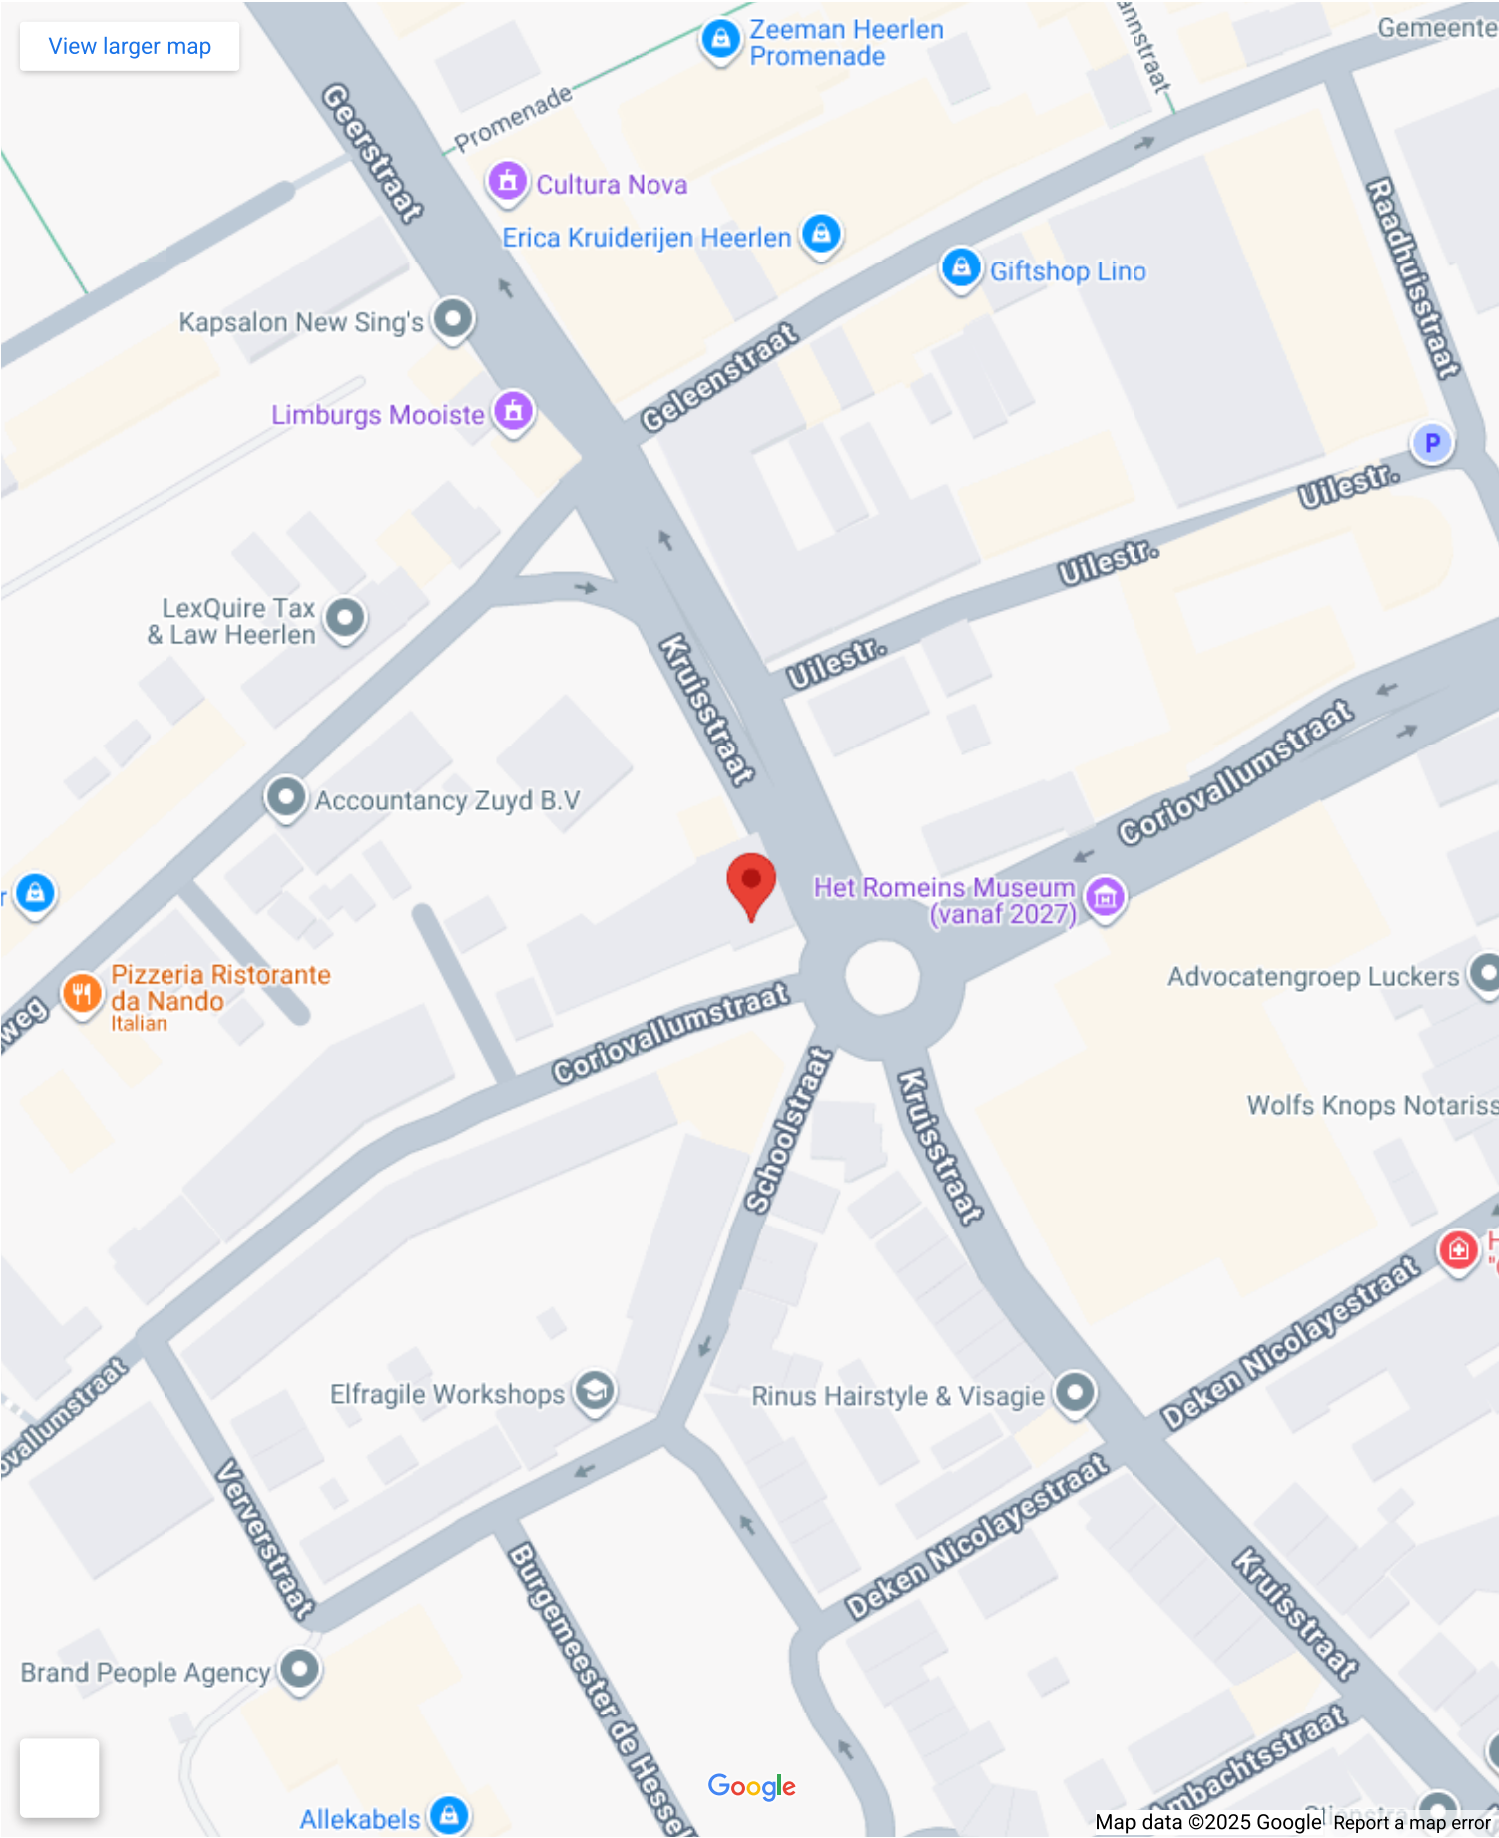 View larger map
Zeeman Heerlen
Promenade
Gemeente
Geerstraat
Promenade
Cultura Nova
Erica Kruiderijen Heerlen
Giftshop Lino
Raadhuisstraat
Kapsalon New Sing's
Geleenstraat
Limburgs Mooiste
P
Uilestr.
Uilestr.
LexQuire Tax
& Law Heerlen
Uilestr.
Kruisstraat
Coriovallumstraat
Accountancy Zuyd B.V
Het Romeins Museum
(vanaf 2027)
Advocatengroep Luckers
Pizzeria Ristorante
da Nando
Italian
weg
Coriovallumstraat
Schoolstraat
Kruisstraat
Wolfs Knops Notariss
Deken Nicolayestraat
ovallumstraat
Elfragile Workshops
Rinus Hairstyle & Visagie
Ververstraat
Deken Nicolayestraat
Burgemeester de Hessel
Kruisstraat
Brand People Agency
mbachtsstraat
Google
Allekabels
Map data ©2025 Google
Report a map error